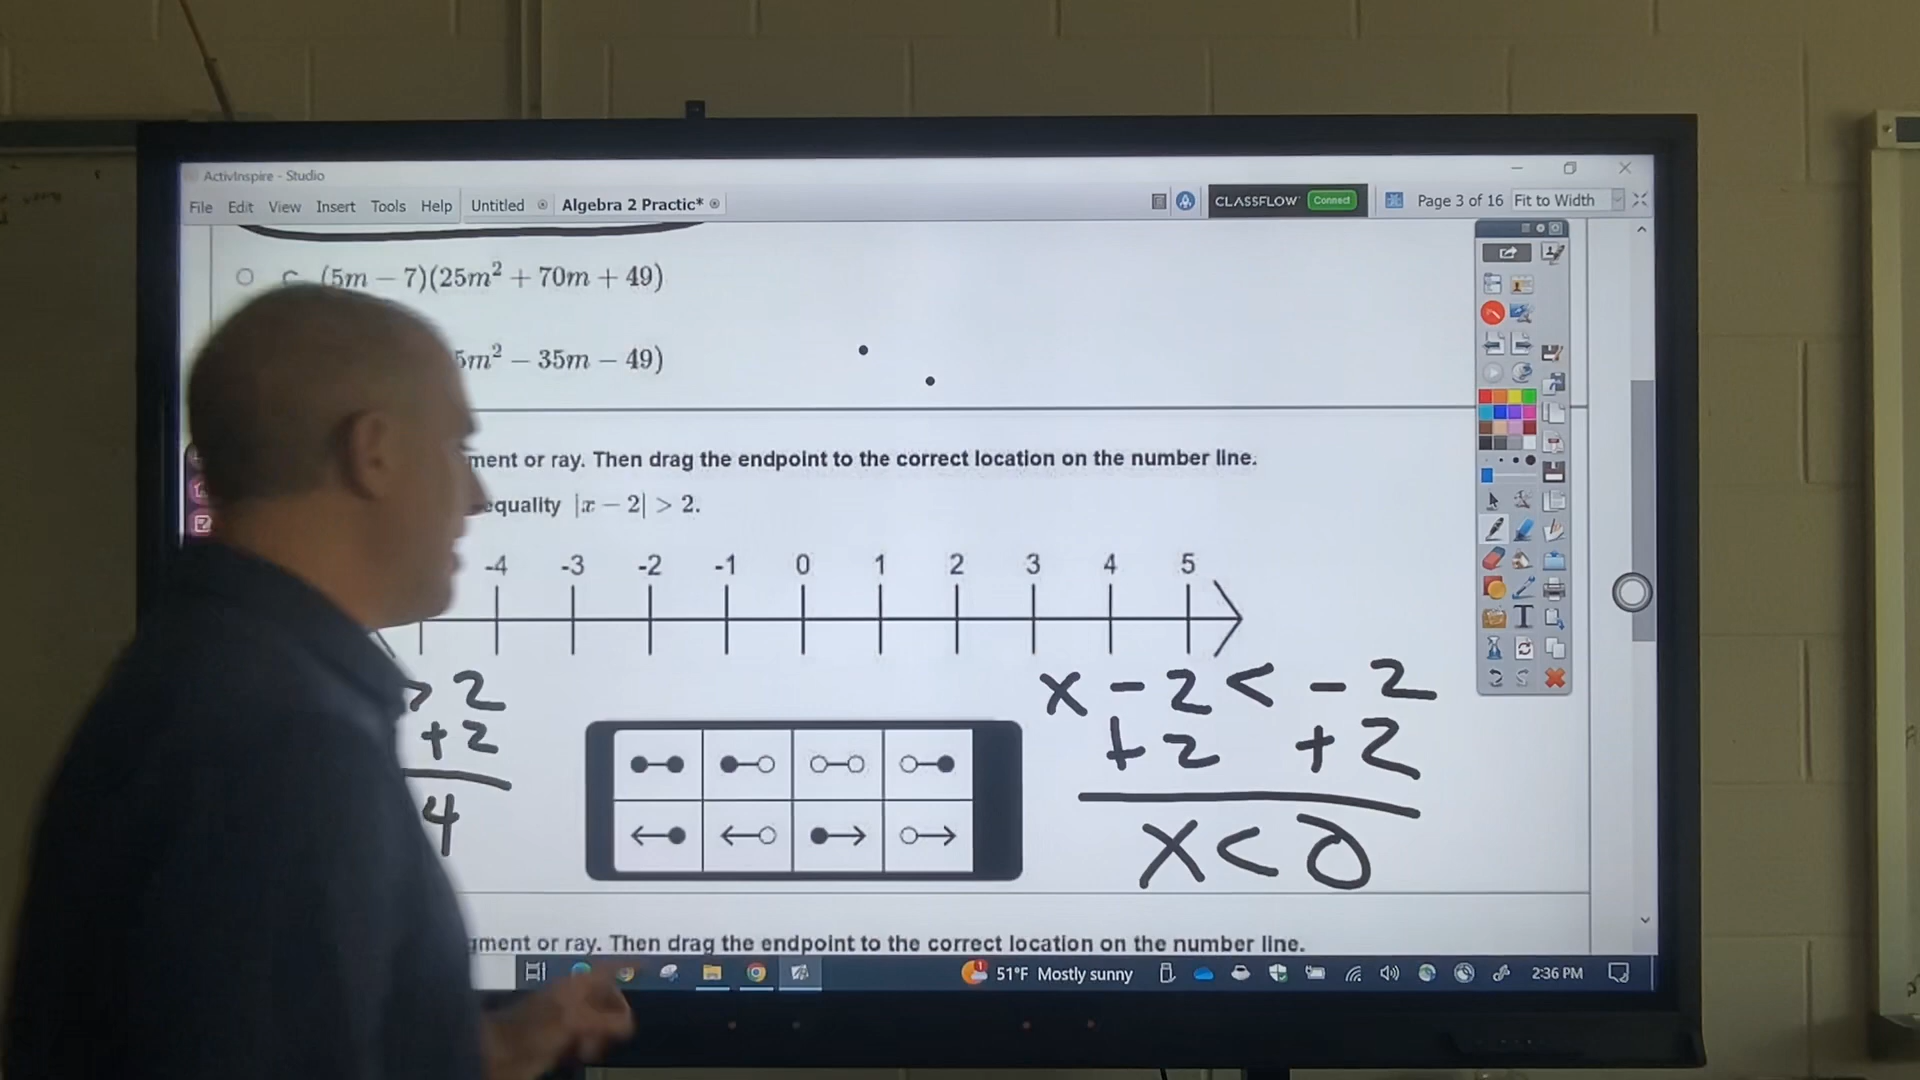 ActivInspire - Studio
File Edit View Insert Tools Help Untitled Algebra 2 Practic*
CLASSFLOW Connect Page 3 of 16 Fit to Width
C. (5m − 7)(25m² + 70m + 49)
5m² − 35m − 49)
ment or ray. Then drag the endpoint to the correct location on the number line.
equality |x − 2| > 2.
-4 -3 -2 -1 0 1 2 3 4 5
> 2
+2
4
x - 2 < - 2
+2 +2
x < 0
gment or ray. Then drag the endpoint to the correct location on the number line.
51°F Mostly sunny 2:36 PM